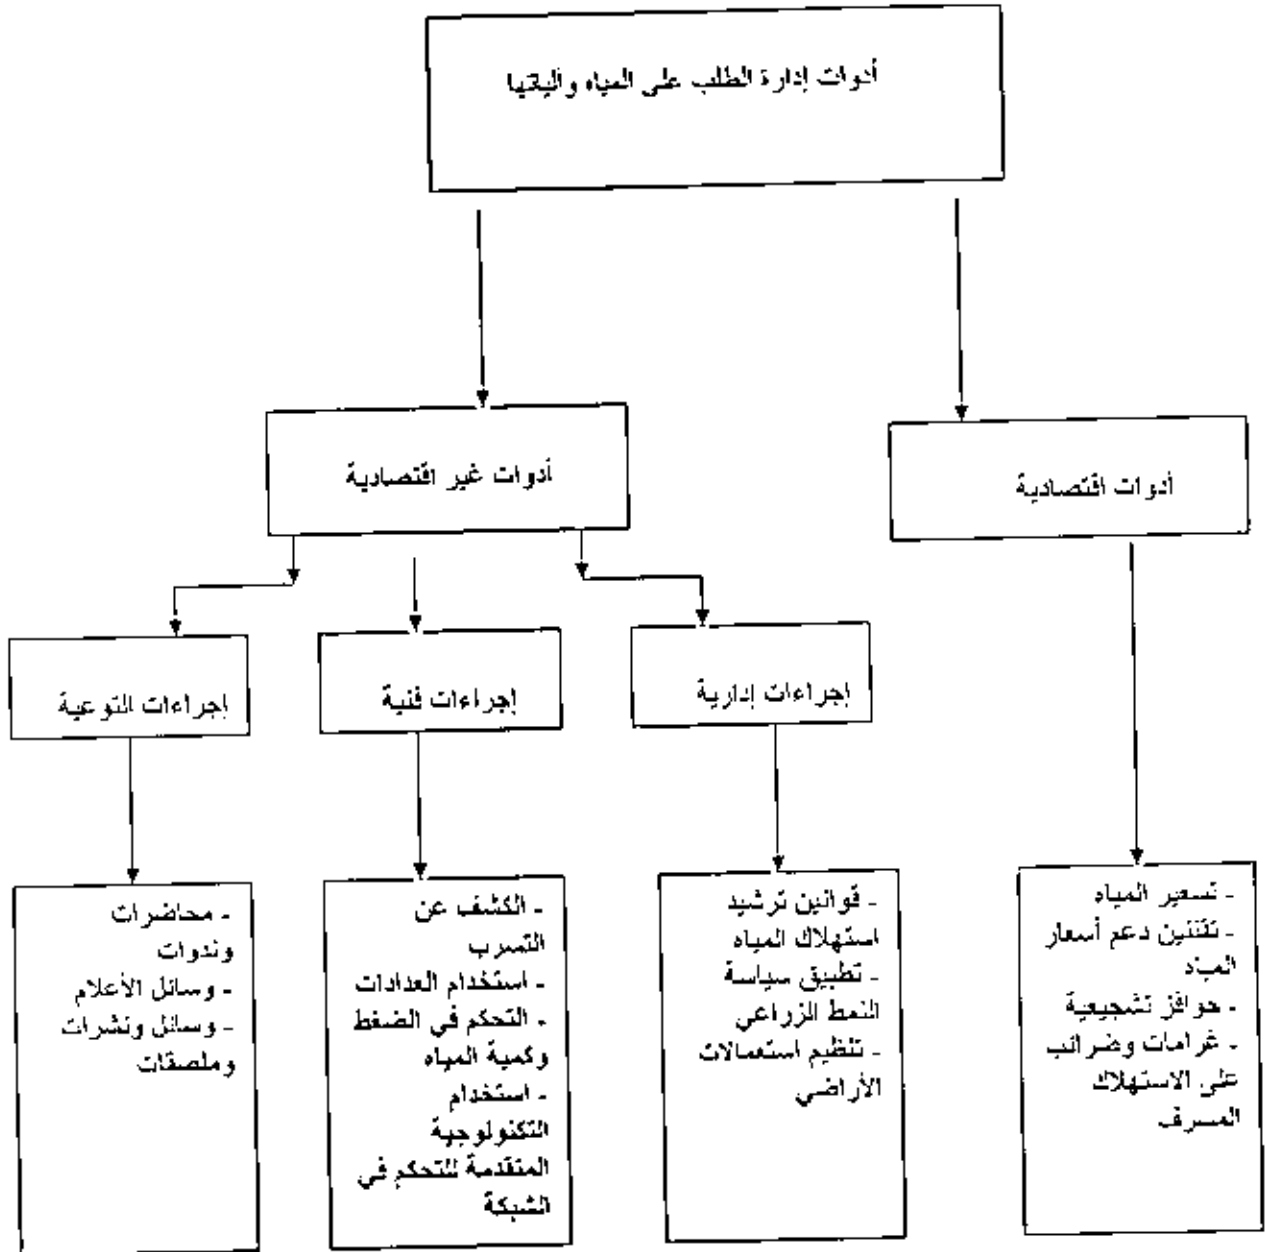 أدوات إدارة الطلب على المياه وآلياتها
أدوات اقتصادية
أدوات غير اقتصادية
إجراءات إدارية
إجراءات فنية
إجراءات التوعية
- تسعير المياه
- تقنين دعم أسعار
المياه
- حوافز تشجيعية
- غرامات وضرائب
على الاستهلاك
المسرف
- قوانين ترشيد
استهلاك المياه
- تطبيق سياسة
النمط الزراعي
- تنظيم استعمالات
الأراضي
- الكشف عن
التسرب
- استخدام العدادات
- التحكم في الضغط
وكمية المياه
- استخدام
التكنولوجية
المتقدمة للتحكم في
الشبكة
- محاضرات
وندوات
- وسائل الأعلام
- وسائل ونشرات
وملصقات